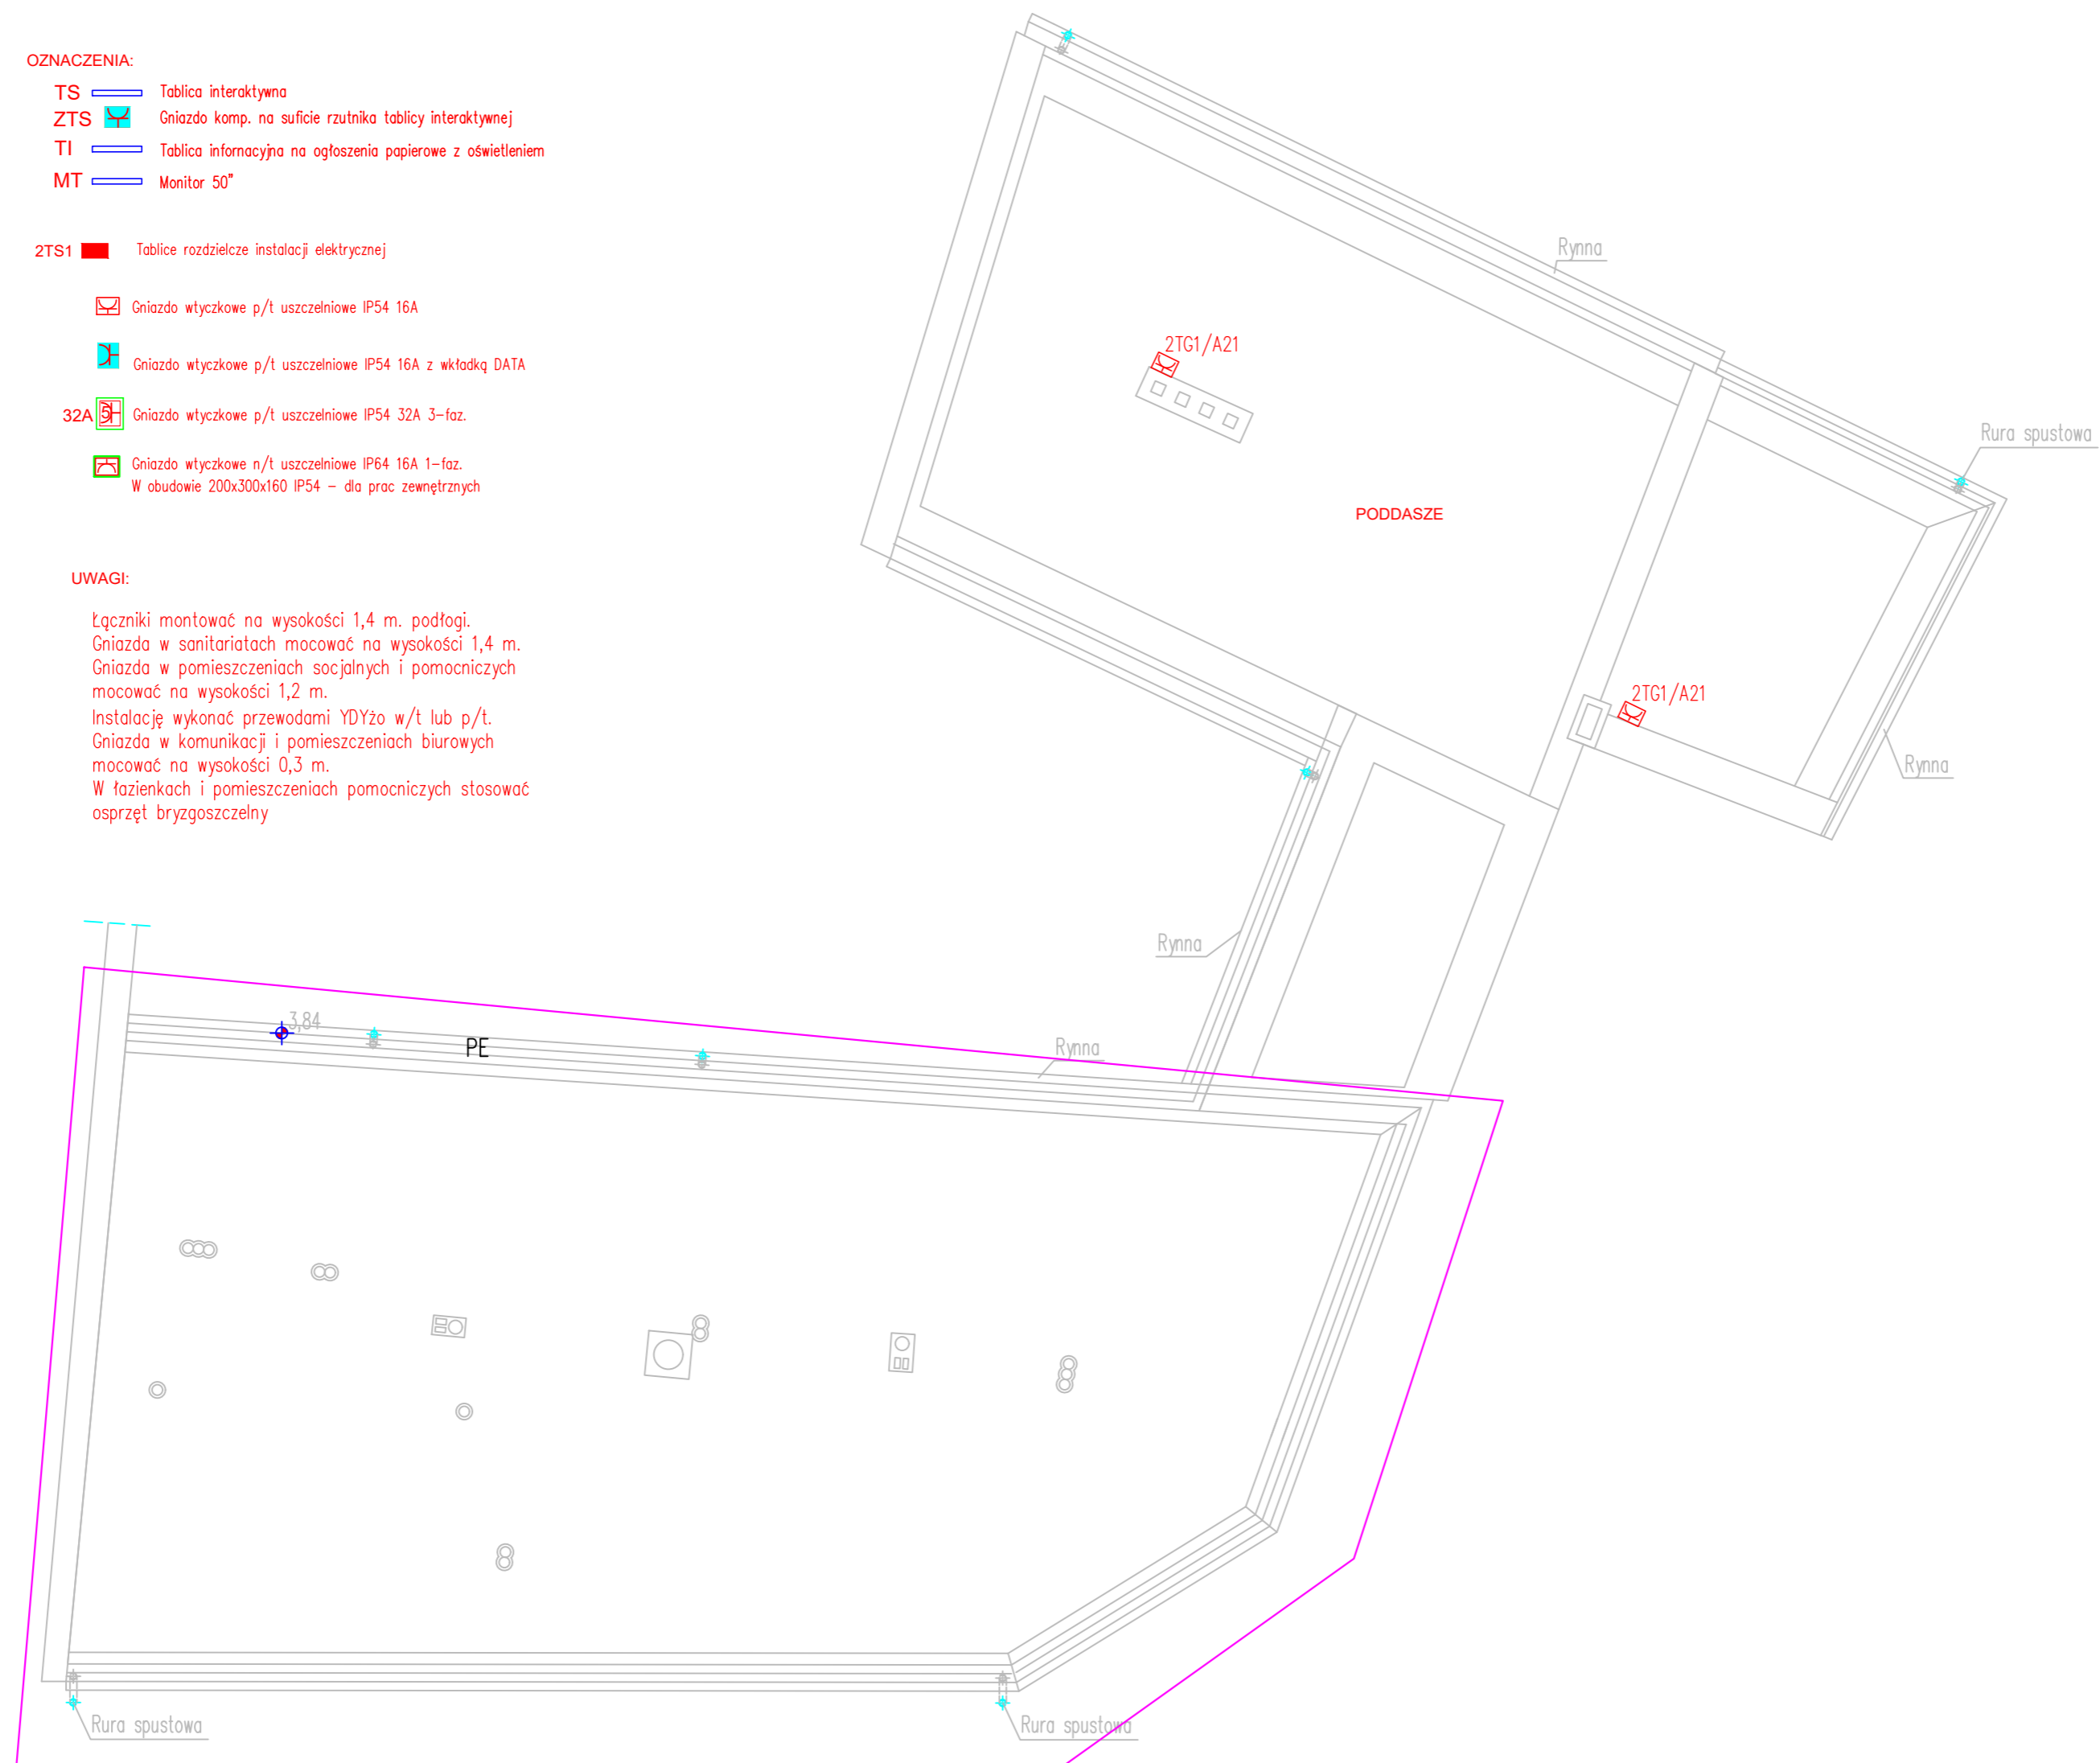 OZNACZENIA:
TS Tablica interaktywna
ZTS Gniazdo komp. na suficie rzutnika tablicy interaktywnej
TI Tablica infornacyjna na ogłoszenia papierowe z oświetleniem
MT Monitor 50"
2TS1 Tablice rozdzielcze instalacji elektrycznej
Gniazdo wtyczkowe p/t uszczelniowe IP54 16A
Gniazdo wtyczkowe p/t uszczelniowe IP54 16A z wkładką DATA
32A 5 Gniazdo wtyczkowe p/t uszczelniowe IP54 32A 3-faz.
Gniazdo wtyczkowe n/t uszczelniowe IP64 16A 1-faz.
W obudowie 200x300x160 IP54 - dla prac zewnętrznych
UWAGI:
Łączniki montować na wysokości 1,4 m. podłogi.
Gniazda w sanitariatach mocować na wysokości 1,4 m.
Gniazda w pomieszczeniach socjalnych i pomocniczych
mocować na wysokości 1,2 m.
Instalację wykonać przewodami YDYżo w/t lub p/t.
Gniazda w komunikacji i pomieszczeniach biurowych
mocować na wysokości 0,3 m.
W łazienkach i pomieszczeniach pomocniczych stosować
osprzęt bryzgoszczelny
Rynna
2TG1/A21
Rura spustowa
PODDASZE
2TG1/A21
Rynna
Rynna
3,84
PE
Rynna
Rura spustowa
Rura spustowa